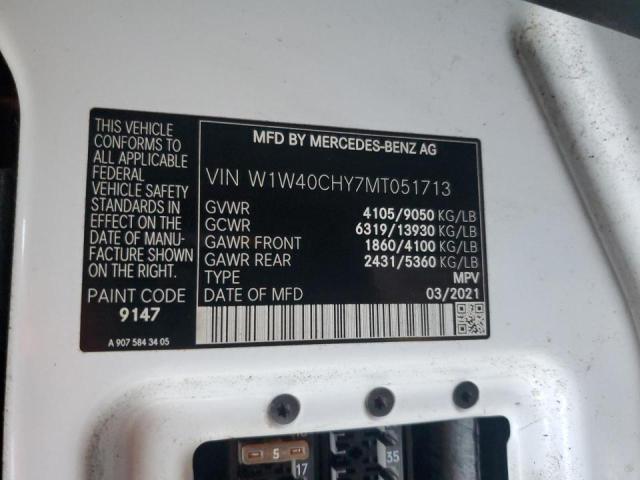 THIS VEHICLE
CONFORMS TO
ALL APPLICABLE
FEDERAL
VEHICLE SAFETY
STANDARDS IN
EFFECT ON THE
DATE OF MANU-
FACTURE SHOWN
ON THE RIGHT.
PAINT CODE
9147
A 907 584 34 05
MFD BY MERCEDES-BENZ AG
VIN W1W40CHY7MT051713
GVWR 4105/9050 KG/LB
GCWR 6319/13930 KG/LB
GAWR FRONT 1860/4100 KG/LB
GAWR REAR 2431/5360 KG/LB
TYPE MPV
DATE OF MFD 03/2021
5
17
35